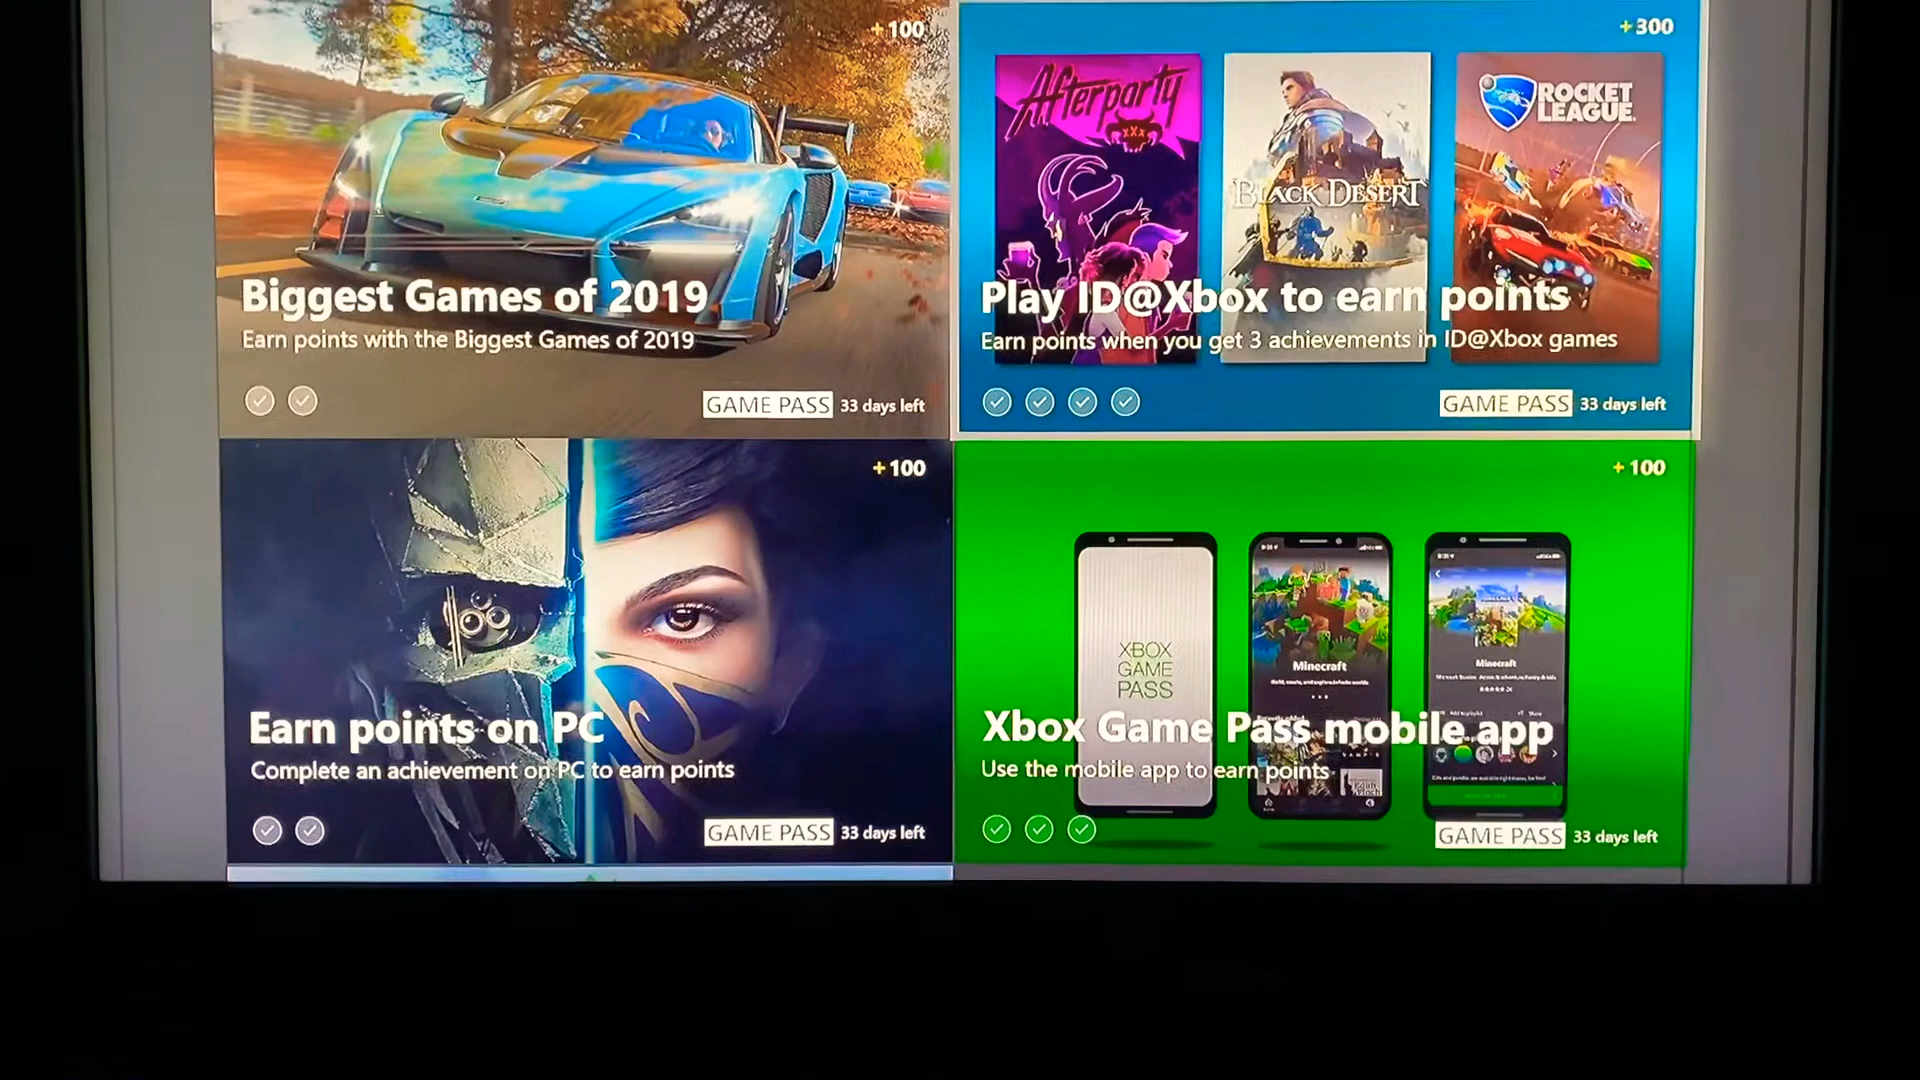 +100
Biggest Games of 2019
Earn points with the Biggest Games of 2019
GAME PASS 33 days left
+300
Afterparty
XXX
BLACK DESERT
ROCKET
LEAGUE
Play ID@Xbox to earn points
Earn points when you get 3 achievements in ID@Xbox games
GAME PASS 33 days left
+100
Earn points on PC
Complete an achievement on PC to earn points
GAME PASS 33 days left
+100
XBOX
GAME
PASS
Minecraft
Minecraft
Xbox Game Pass mobile app
Use the mobile app to earn points
GAME PASS 33 days left